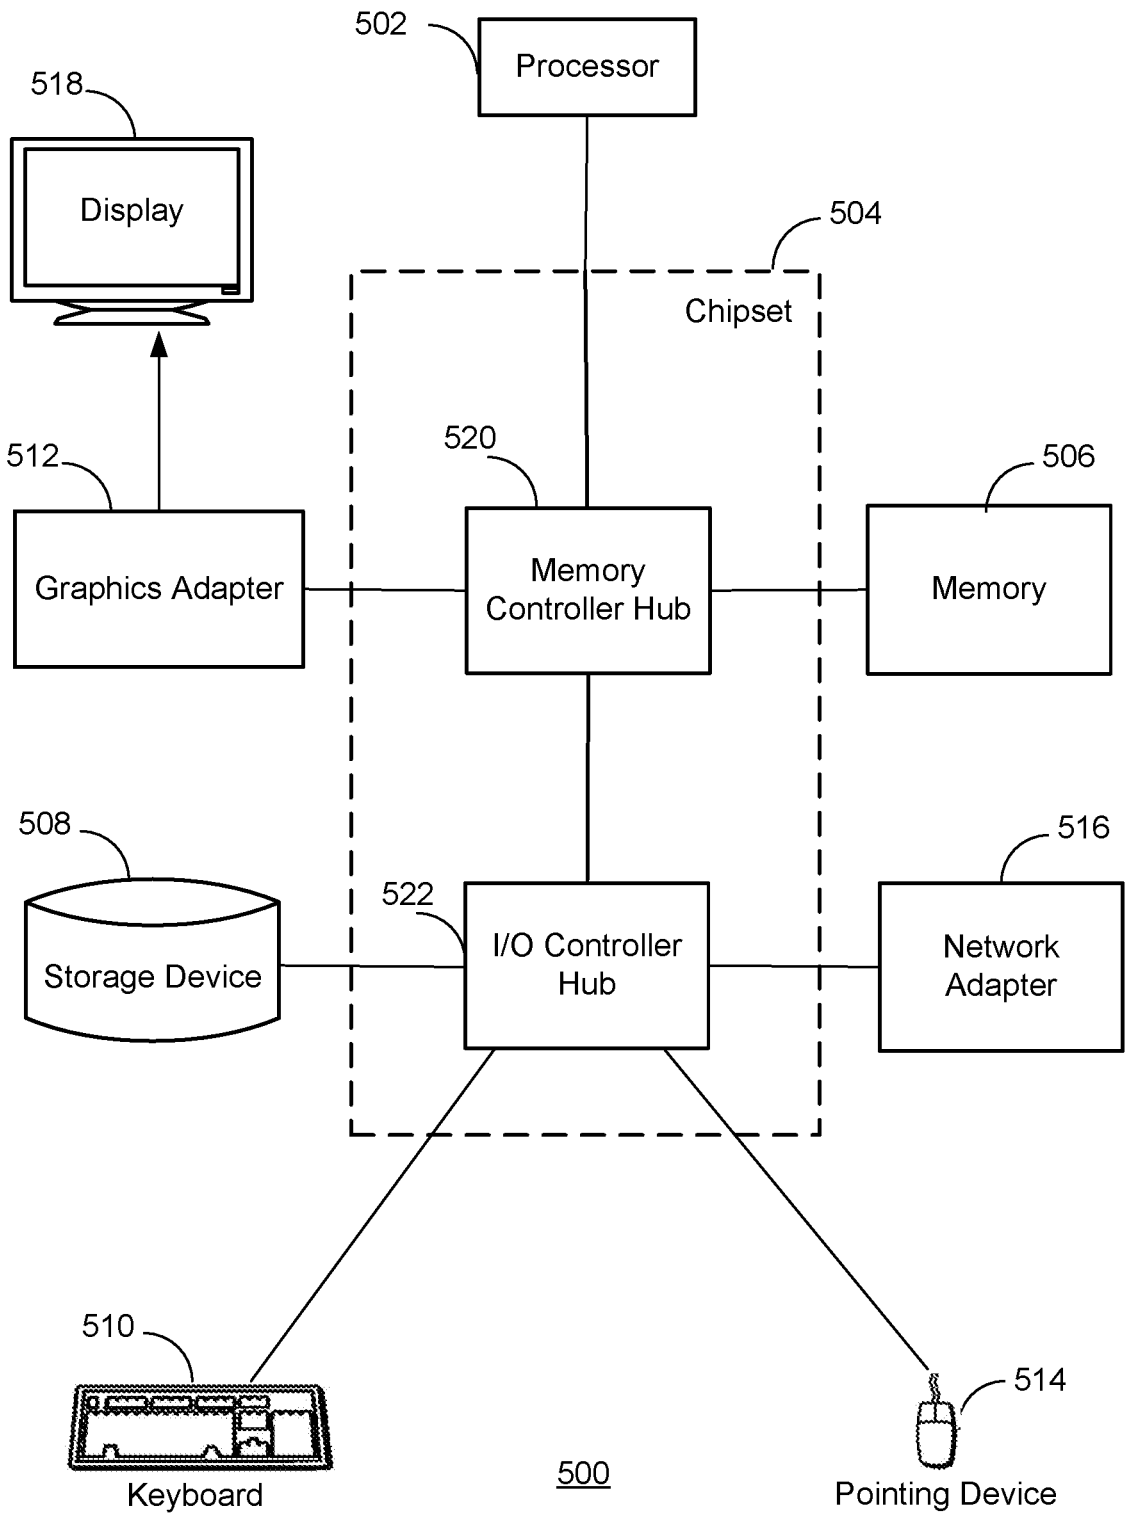 502
Processor
518
Display
504
Chipset
520
512
506
Graphics Adapter
Memory
Controller Hub
Memory
508
516
522
Storage Device
I/O Controller
Hub
Network
Adapter
510
514
Keyboard
500
Pointing Device